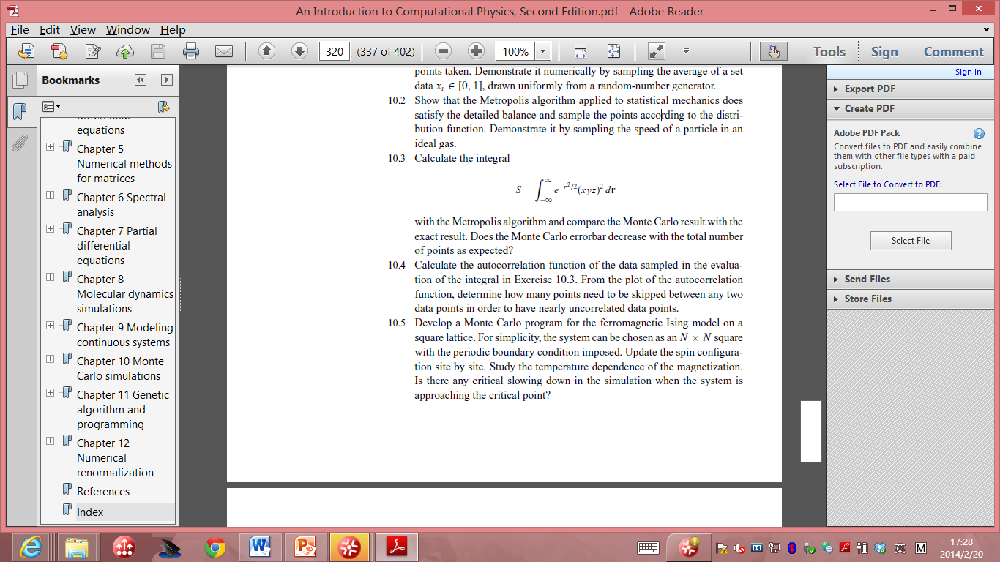 An Introduction to Computational Physics, Second Edition.pdf - Adobe Reader
File Edit View Window Help
320 (337 of 402) 100% Tools Sign Comment
Bookmarks
differential
equations
Chapter 5
Numerical methods
for matrices
Chapter 6 Spectral
analysis
Chapter 7 Partial
differential
equations
Chapter 8
Molecular dynamics
simulations
Chapter 9 Modeling
continuous systems
Chapter 10 Monte
Carlo simulations
Chapter 11 Genetic
algorithm and
programming
Chapter 12
Numerical
renormalization
References
Index
points taken. Demonstrate it numerically by sampling the average of a set
data x_i ∈ [0, 1], drawn uniformly from a random-number generator.
10.2 Show that the Metropolis algorithm applied to statistical mechanics does
satisfy the detailed balance and sample the points according to the distri-
bution function. Demonstrate it by sampling the speed of a particle in an
ideal gas.
10.3 Calculate the integral
S = ∫_{-∞}^{∞} e^{-r²/2}(xyz)² dr
with the Metropolis algorithm and compare the Monte Carlo result with the
exact result. Does the Monte Carlo errorbar decrease with the total number
of points as expected?
10.4 Calculate the autocorrelation function of the data sampled in the evalua-
tion of the integral in Exercise 10.3. From the plot of the autocorrelation
function, determine how many points need to be skipped between any two
data points in order to have nearly uncorrelated data points.
10.5 Develop a Monte Carlo program for the ferromagnetic Ising model on a
square lattice. For simplicity, the system can be chosen as an N × N square
with the periodic boundary condition imposed. Update the spin configura-
tion site by site. Study the temperature dependence of the magnetization.
Is there any critical slowing down in the simulation when the system is
approaching the critical point?
Sign In
Export PDF
Create PDF
Adobe PDF Pack
Convert files to PDF and easily combine
them with other file types with a paid
subscription.
Select File to Convert to PDF:
Select File
Send Files
Store Files
英 M
17:28
2014/2/20